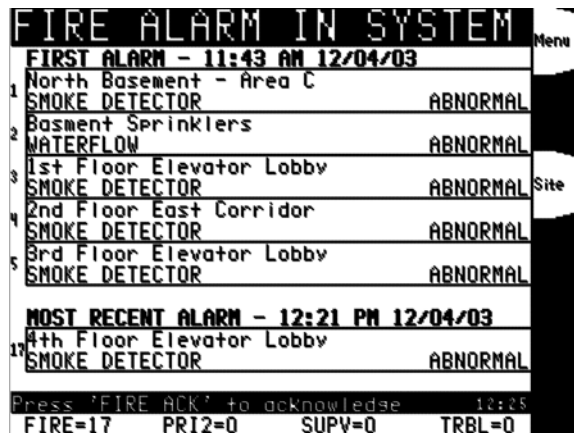 FIRE ALARM IN SYSTEM
Menu
FIRST ALARM - 11:43 AM 12/04/03
1 North Basement - Area C
SMOKE DETECTOR ABNORMAL
2 Basment Sprinklers
WATERFLOW ABNORMAL
3 1st Floor Elevator Lobby
SMOKE DETECTOR ABNORMAL
Site
4 2nd Floor East Corridor
SMOKE DETECTOR ABNORMAL
5 3rd Floor Elevator Lobby
SMOKE DETECTOR ABNORMAL
MOST RECENT ALARM - 12:21 PM 12/04/03
17 4th Floor Elevator Lobby
SMOKE DETECTOR ABNORMAL
Press 'FIRE ACK' to acknowledge 12:25
FIRE=17 PRI2=0 SUPV=0 TRBL=0